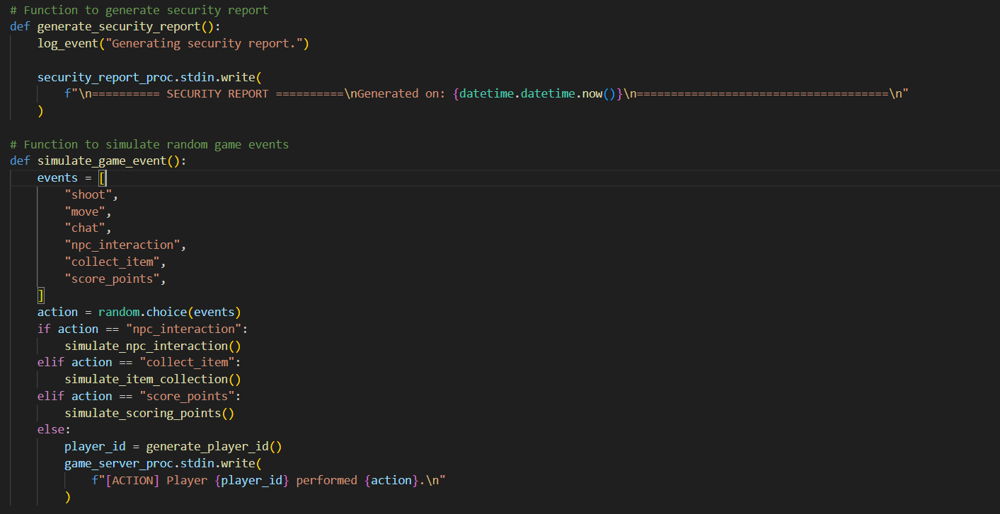 # Function to generate security report
def generate_security_report():
    log_event("Generating security report.")

    security_report_proc.stdin.write(
        f"\n========== SECURITY REPORT ==========\nGenerated on: {datetime.datetime.now()}\n=====================================\n"
    )

# Function to simulate random game events
def simulate_game_event():
    events = [
        "shoot",
        "move",
        "chat",
        "npc_interaction",
        "collect_item",
        "score_points",
    ]
    action = random.choice(events)
    if action == "npc_interaction":
        simulate_npc_interaction()
    elif action == "collect_item":
        simulate_item_collection()
    elif action == "score_points":
        simulate_scoring_points()
    else:
        player_id = generate_player_id()
        game_server_proc.stdin.write(
            f"[ACTION] Player {player_id} performed {action}.\n"
        )